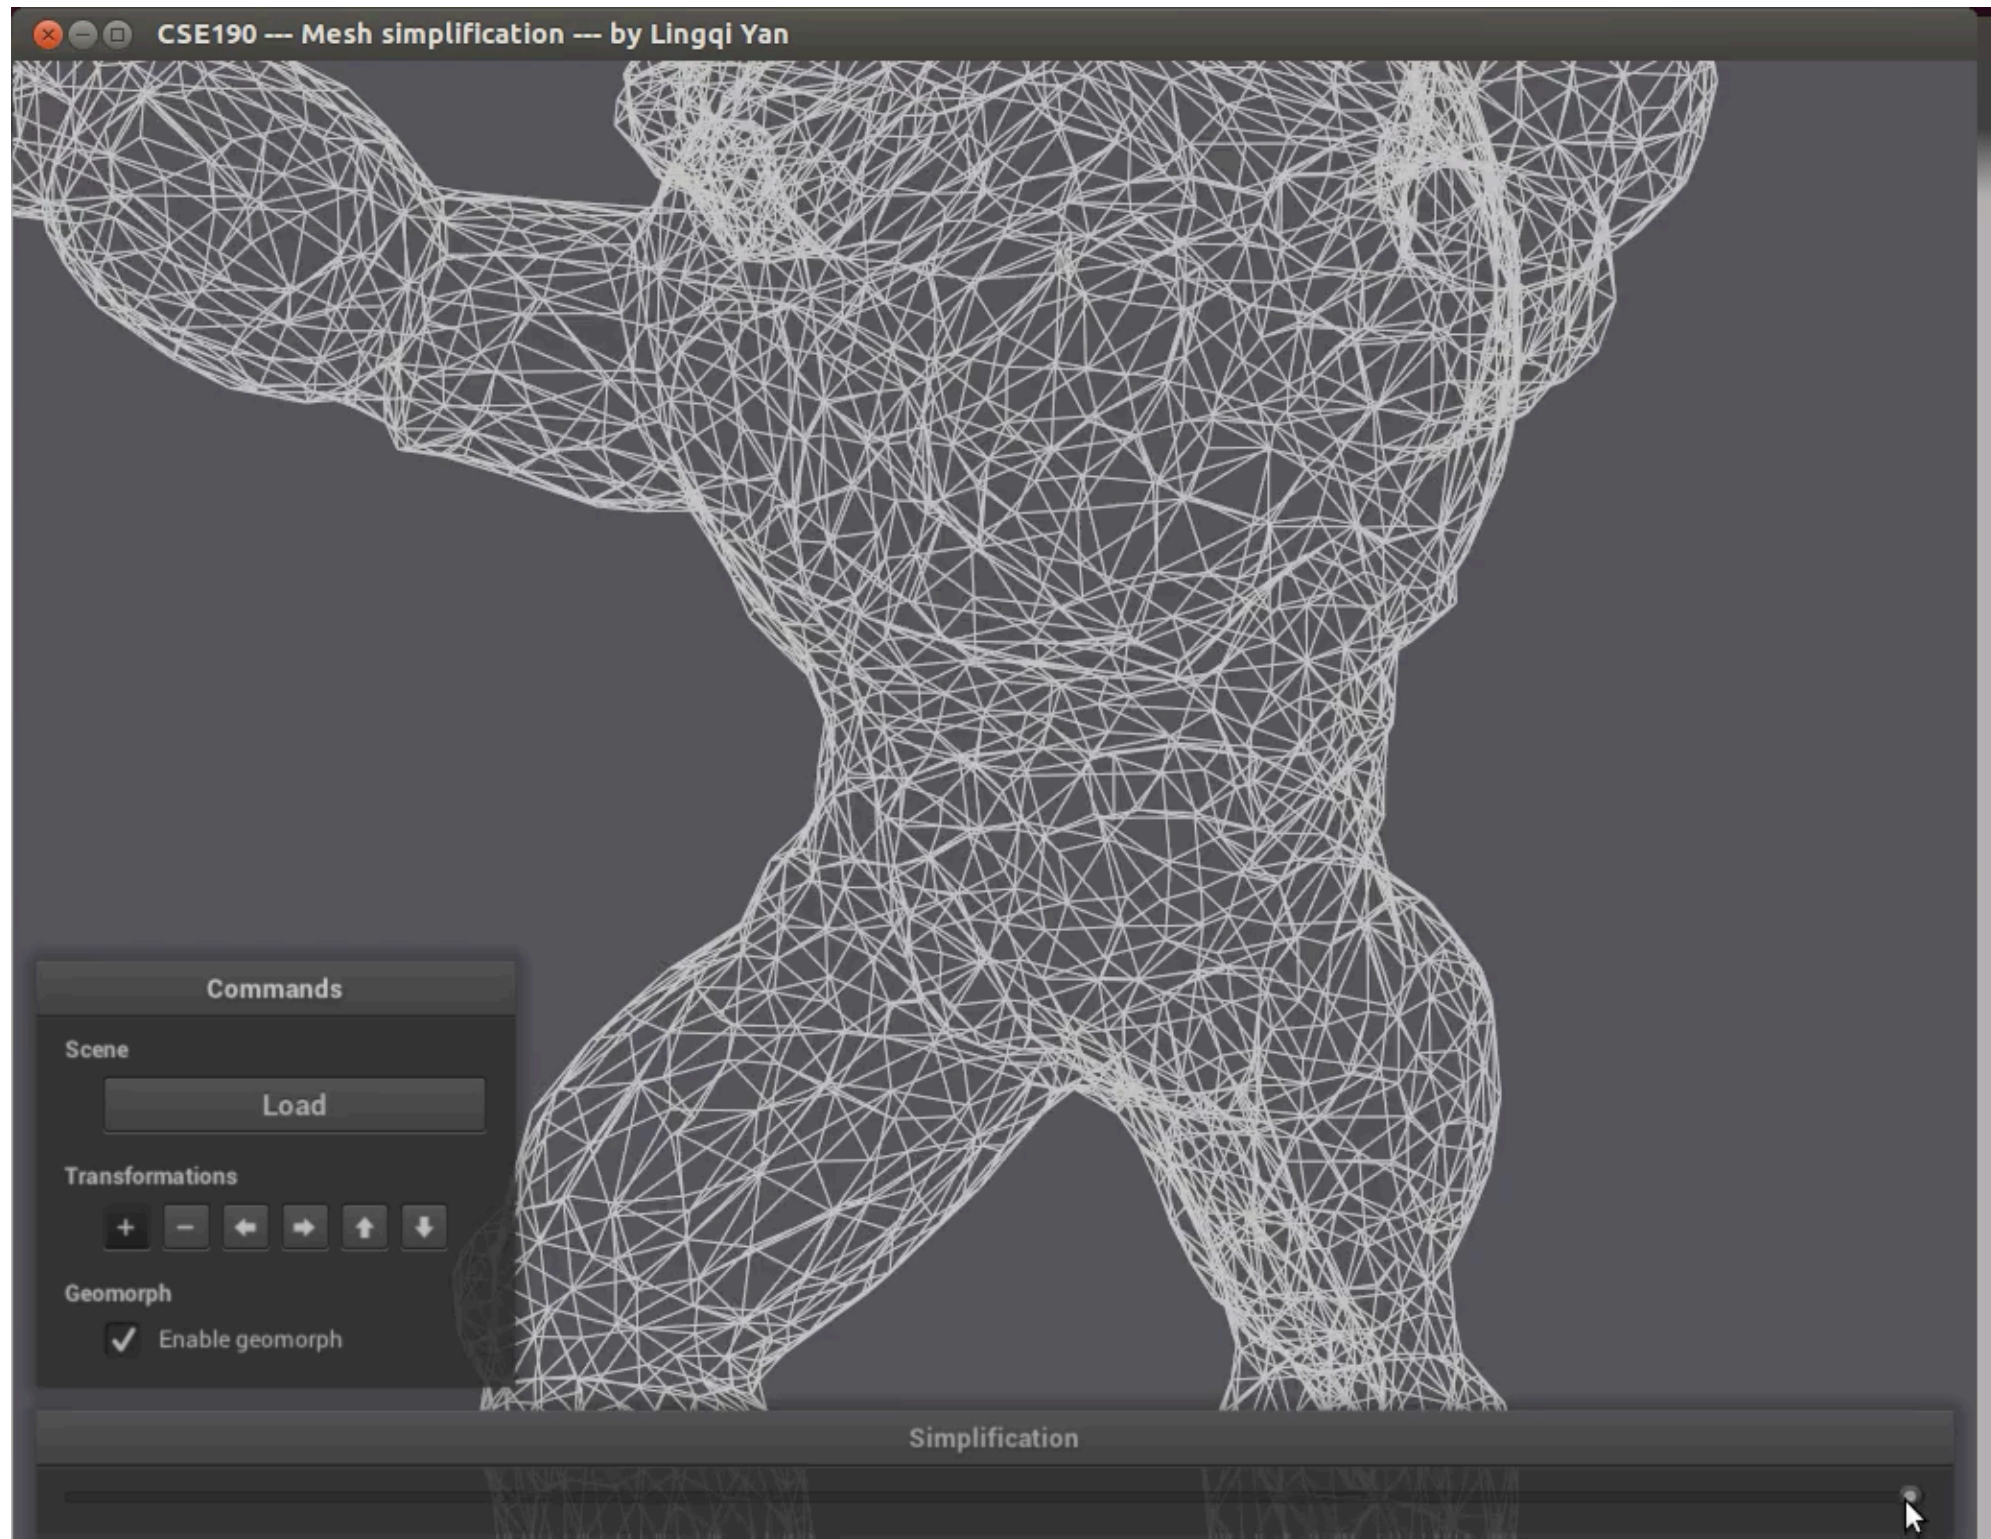 CSE190 --- Mesh simplification --- by Lingqi Yan
Commands
Scene
Load
Transformations
Geomorph
Enable geomorph
Simplification